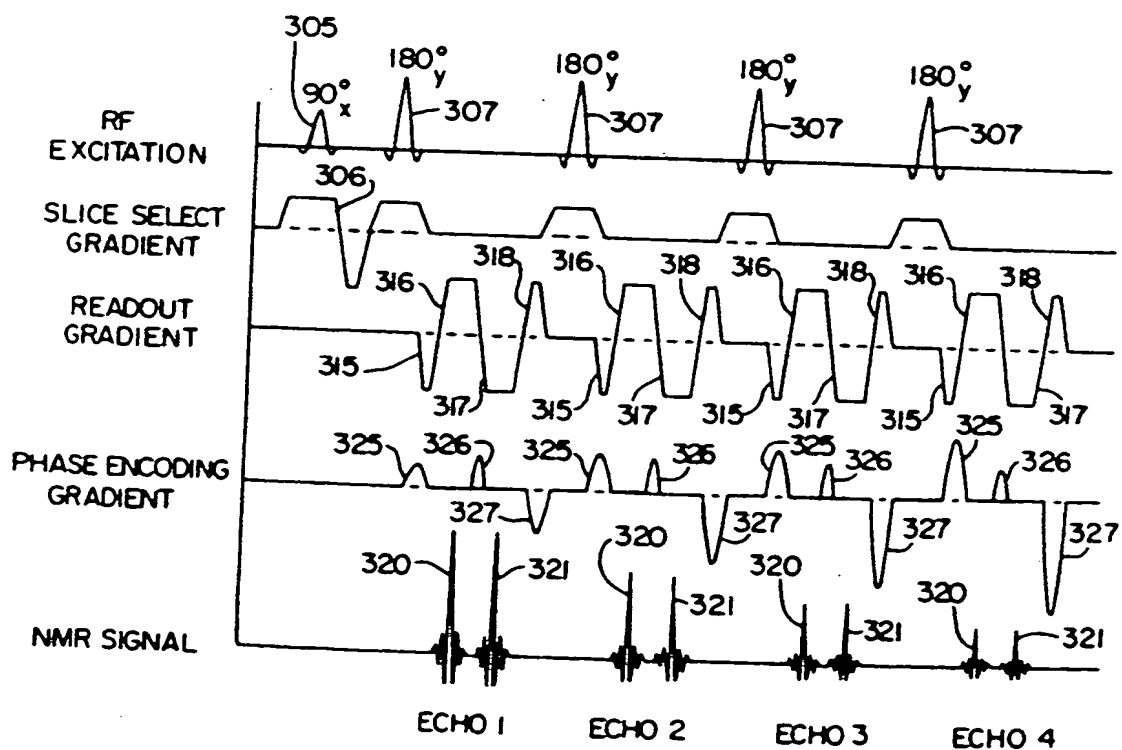 305
90°x
180°y
180°y
180°y
180°y
307
307
307
307
RF
EXCITATION
306
SLICE SELECT
GRADIENT
316
318
316
318
316
318
316
318
READOUT
GRADIENT
315
317
315
317
315
317
315
317
325
326
325
326
325
326
325
326
PHASE ENCODING
GRADIENT
327
327
327
327
320
321
320
321
320
321
320
321
NMR SIGNAL
ECHO 1
ECHO 2
ECHO 3
ECHO 4